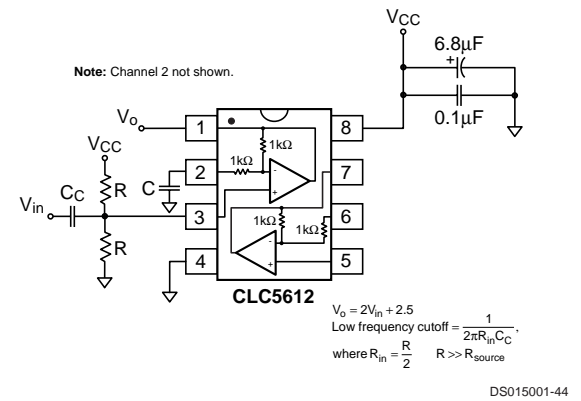 VCC
6.8μF
+
Note: Channel 2 not shown.
0.1μF
Vo
1
8
VCC
1kΩ
1kΩ
2
-
7
C
R
CC
+
Vin
3
1kΩ
6
1kΩ
-
R
4
+
5
CLC5612
Vo = 2Vin + 2.5
Low frequency cutoff = 1 / 2πRinCC ,
where Rin = R / 2 R >> Rsource
DS015001-44